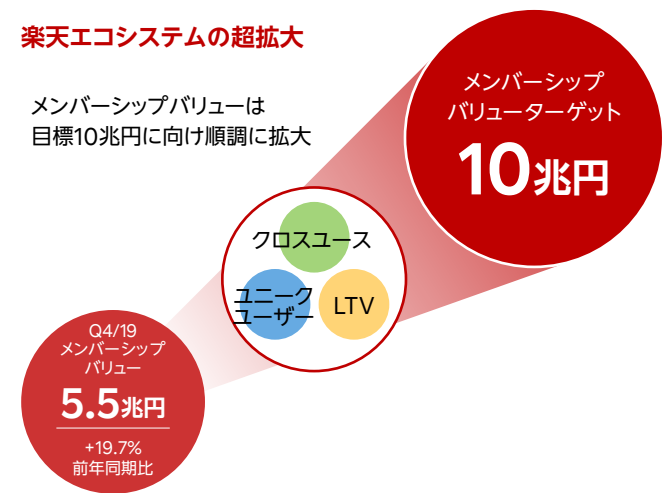 楽天エコシステムの超拡大
メンバーシップバリューは
目標10兆円に向け順調に拡大
メンバーシップ
バリューターゲット
10兆円
クロスユース
ユニーク
ユーザー
LTV
Q4/19
メンバーシップ
バリュー
5.5兆円
+19.7%
前年同期比